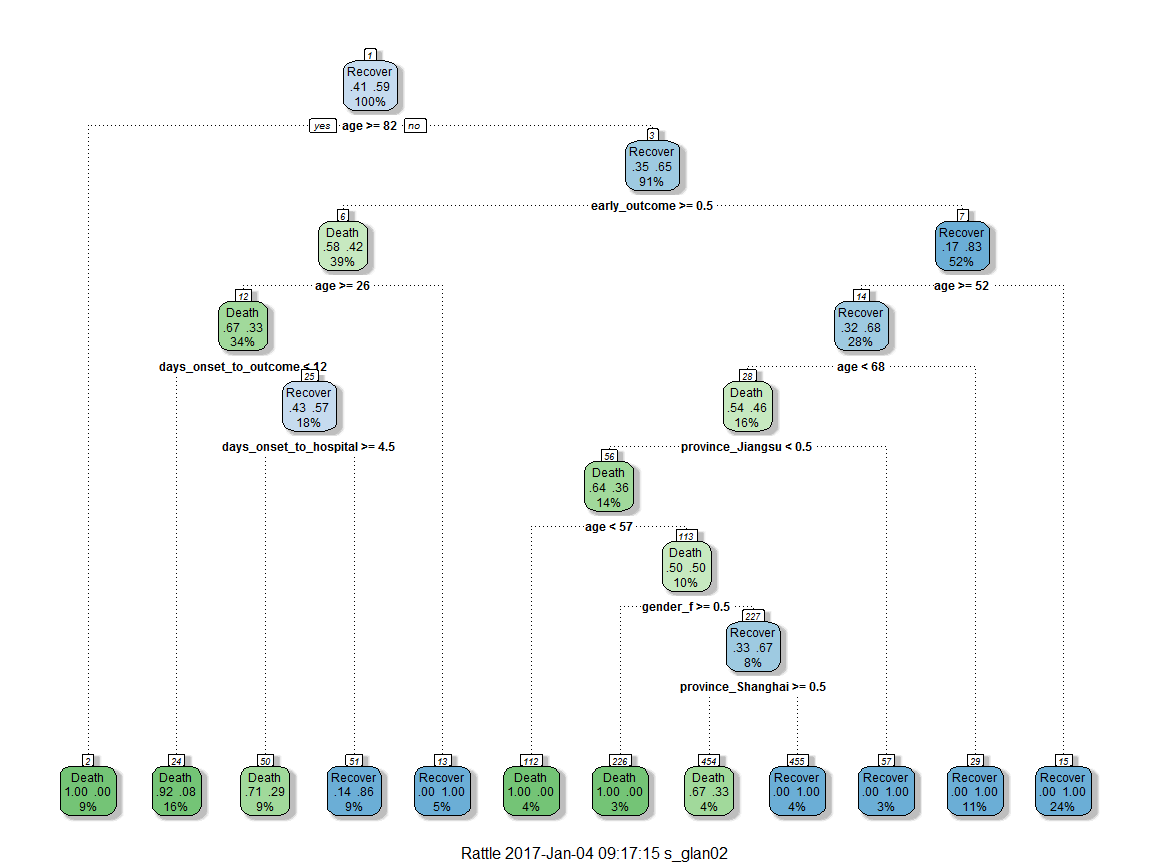 1
Recover
.41 .59
100%
yes age >= 82 no
3
Recover
.35 .65
91%
early_outcome >= 0.5
6
Death
.58 .42
39%
7
Recover
.17 .83
52%
age >= 26
age >= 52
12
Death
.67 .33
34%
14
Recover
.32 .68
28%
days_onset_to_outcome < 12
age < 68
25
Recover
.43 .57
18%
28
Death
.54 .46
16%
days_onset_to_hospital >= 4.5
province_Jiangsu < 0.5
56
Death
.64 .36
14%
age < 57
113
Death
.50 .50
10%
gender_f >= 0.5
227
Recover
.33 .67
8%
province_Shanghai >= 0.5
2
Death
1.00 .00
9%
24
Death
.92 .08
16%
50
Death
.71 .29
9%
51
Recover
.14 .86
9%
13
Recover
.00 1.00
5%
112
Death
1.00 .00
4%
226
Death
1.00 .00
3%
454
Death
.67 .33
4%
455
Recover
.00 1.00
4%
57
Recover
.00 1.00
3%
29
Recover
.00 1.00
11%
15
Recover
.00 1.00
24%
Rattle 2017-Jan-04 09:17:15 s_glan02